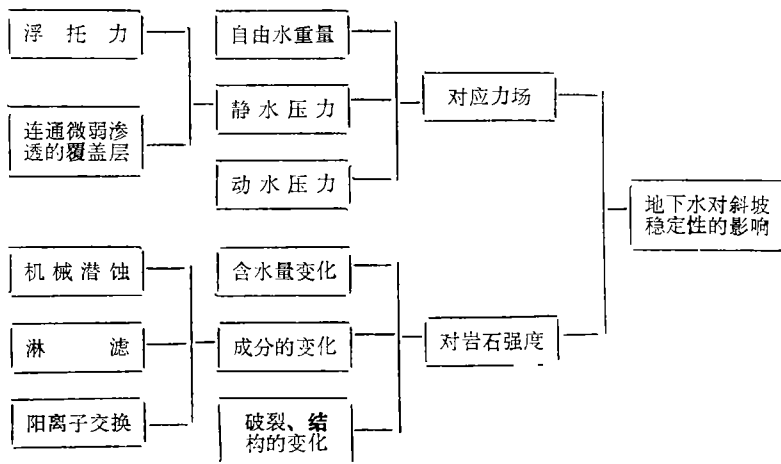 浮托力
自由水重量
连通微弱渗
透的覆盖层
静水压力
对应力场
动水压力
地下水对斜坡
稳定性的影响
机械潜蚀
含水量变化
淋滤
成分的变化
对岩石强度
阳离子交换
破裂、结
构的变化